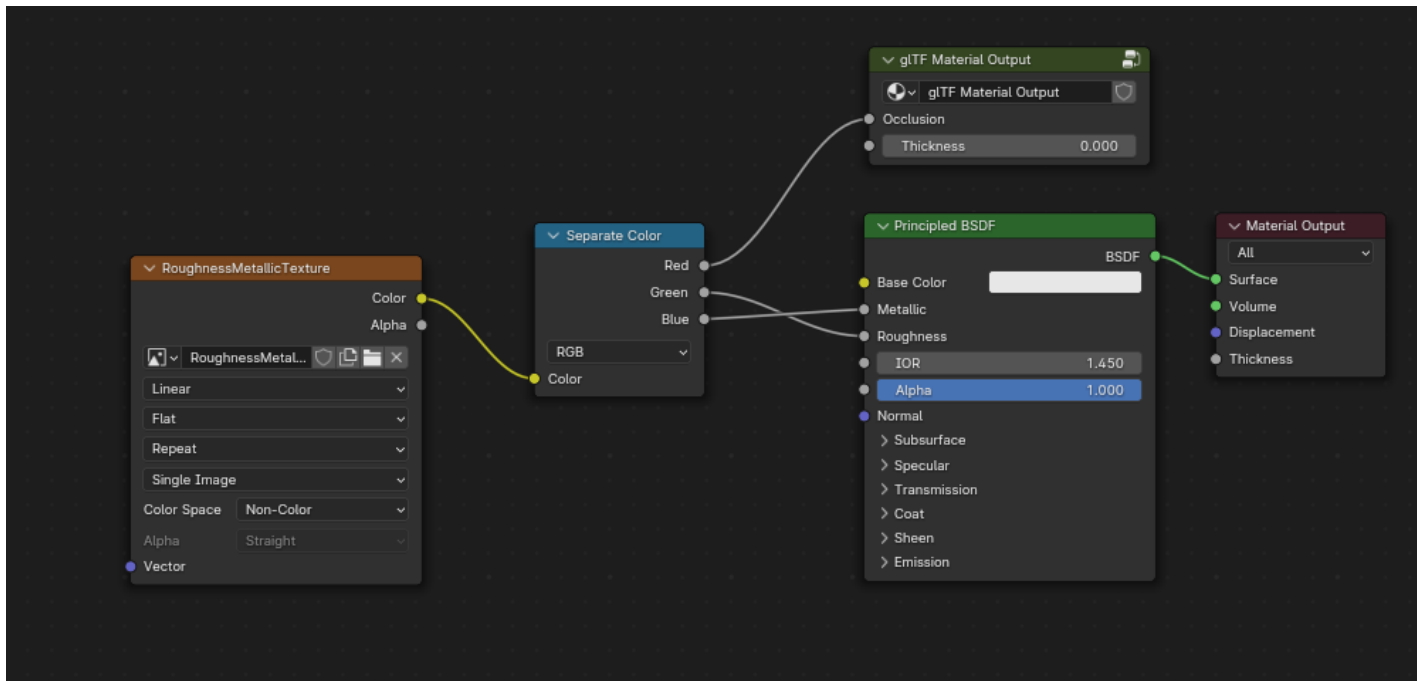 glTF Material Output
glTF Material Output
Occlusion
Thickness 0.000
RoughnessMetallicTexture
Color
Alpha
RoughnessMetal...
Linear
Flat
Repeat
Single Image
Color Space Non-Color
Alpha Straight
Vector
Separate Color
Red
Green
Blue
RGB
Color
Principled BSDF
BSDF
Base Color
Metallic
Roughness
IOR 1.450
Alpha 1.000
Normal
Subsurface
Specular
Transmission
Coat
Sheen
Emission
Material Output
All
Surface
Volume
Displacement
Thickness